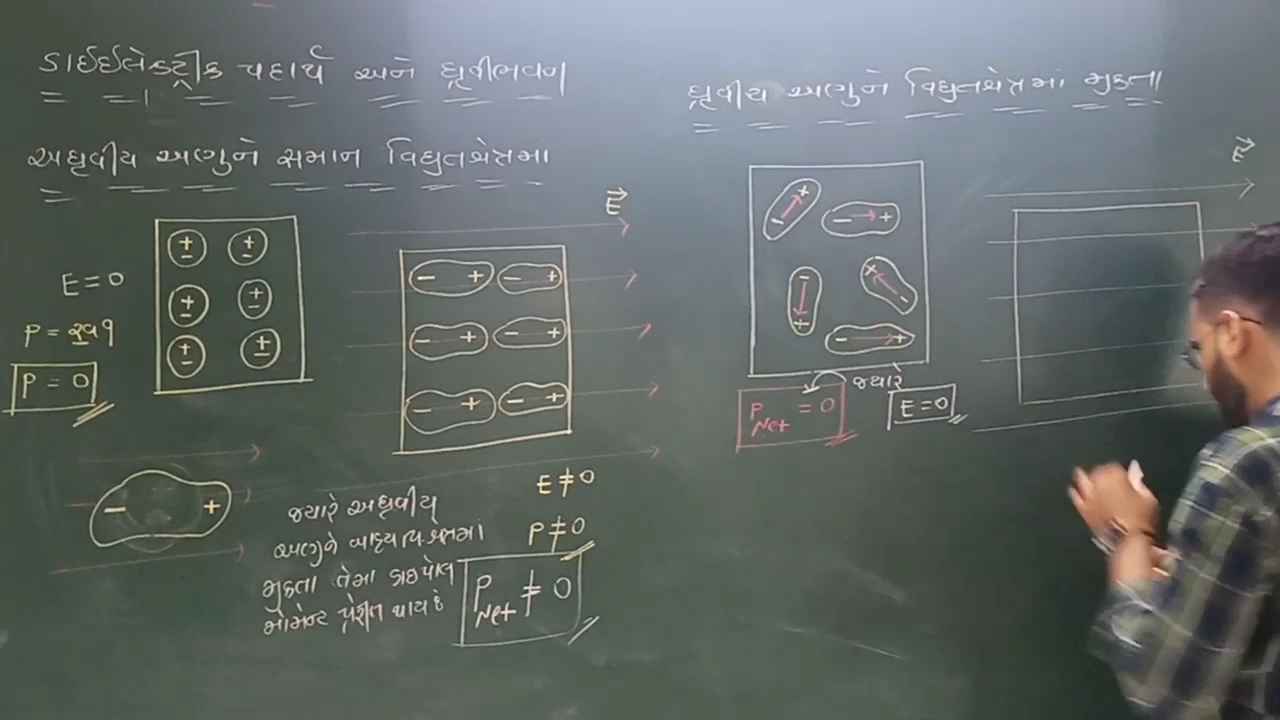 ડાઈઈલેક્ટ્રીક પદાર્થ અને ધ્રૂવીભવન
અધ્રુવીય અણુને સમાન વિદ્યુતક્ષેત્રમાં
E = 0
P = 2aq
P = 0
± ±
± ±
± ±
E⃗
− + − +
− + − +
− + − +
− +
જ્યારે અધ્રુવીય
અણુને બાહ્ય વિ.ક્ષેત્રમાં
મુકતા તેમાં ડાઈપોલ
મોમેન્ટ પ્રેરીત થાય છે
E ≠ 0
P ≠ 0
P Net ≠ 0
ધ્રૂવીય અણુને વિદ્યુતક્ષેત્રમાં મુકતા
− + − +
− + + −
− +
P Net = 0
જ્યારે
E = 0
E⃗